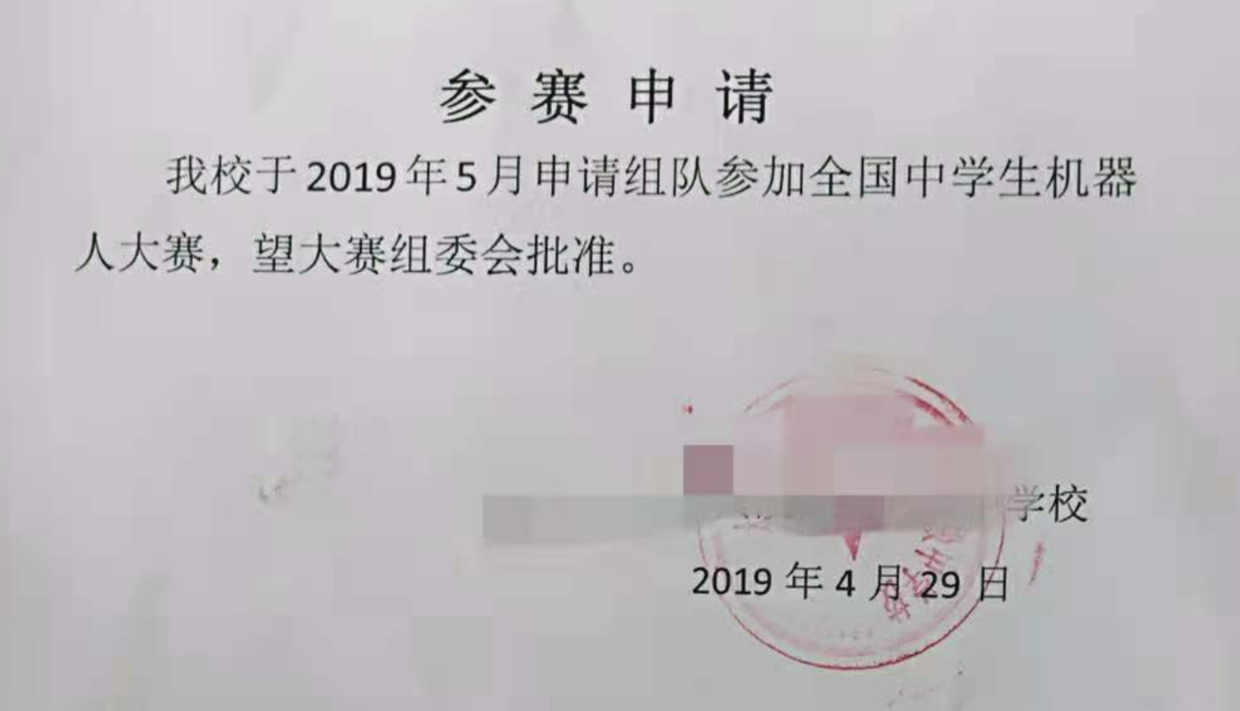 参赛申请
我校于2019年5月申请组队参加全国中学生机器
人大赛，望大赛组委会批准。
学校
2019年4月29日